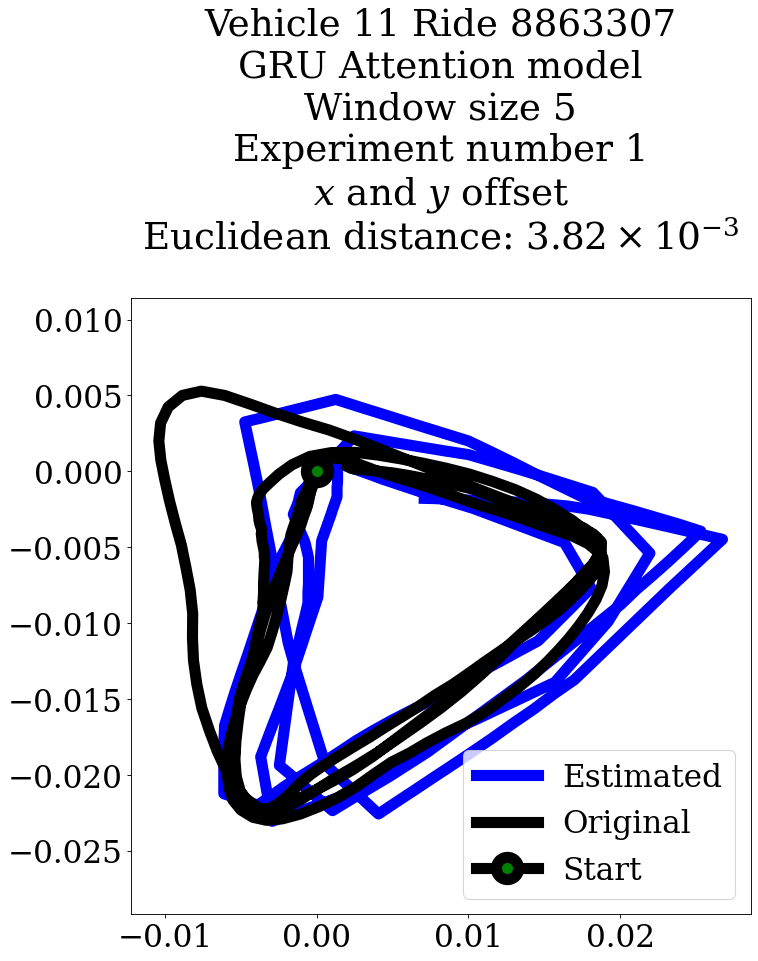 Vehicle 11 Ride 8863307
GRU Attention model
Window size 5
Experiment number 1
x and y offset
Euclidean distance: 3.82 × 10⁻³
0.010
0.005
0.000
−0.005
−0.010
−0.015
−0.020
−0.025
Estimated
Original
Start
−0.01 0.00 0.01 0.02